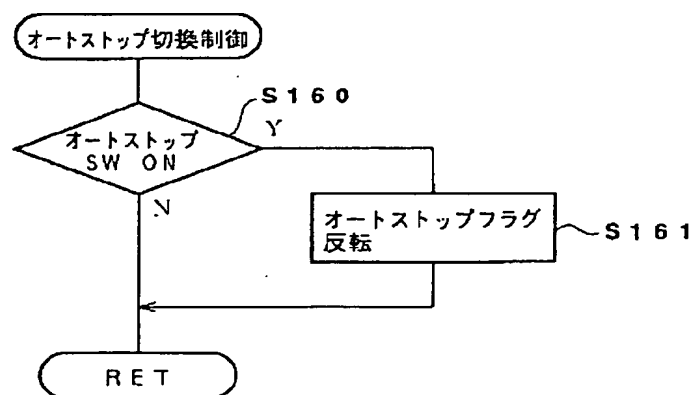 オートストップ切換制御
S160
オートストップ
SW ON
Y
N
オートストップフラグ
反転
S161
RET